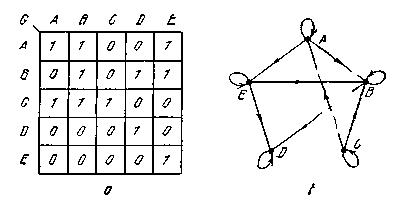 G A B C D E
A 1 1 0 0 1
B 0 1 0 1 1
C 1 1 1 0 0
D 0 0 0 1 0
E 0 0 0 0 1
A
E B
D C
a